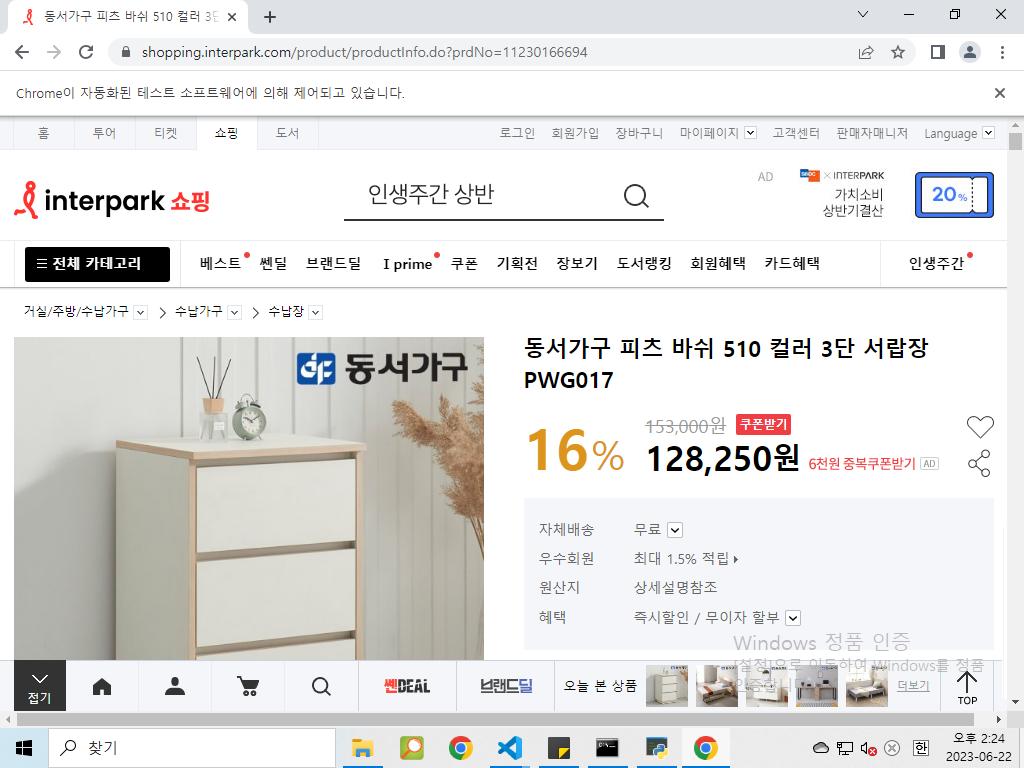 동서가구 피츠 바쉬 510 컬러 3단
shopping.interpark.com/product/productInfo.do?prdNo=11230166694
Chrome이 자동화된 테스트 소프트웨어에 의해 제어되고 있습니다.
홈 투어 티켓 쇼핑 도서 로그인 회원가입 장바구니 마이페이지 고객센터 판매자매니저 Language
interpark 쇼핑
인생주간 상반
AD
INTERPARK
가치소비
상반기결산
20%
전체 카테고리 베스트 쎈딜 브랜드딜 I prime 쿠폰 기획전 장보기 도서랭킹 회원혜택 카드혜택 인생주간
거실/주방/수납가구 수납가구 수납장
동서가구
동서가구 피츠 바쉬 510 컬러 3단 서랍장
PWG017
16%
153,000원 쿠폰받기
128,250원 6천원 중복쿠폰받기 AD
자체배송 무료
우수회원 최대 1.5% 적립
원산지 상세설명참조
혜택 즉시할인 / 무이자 할부
Windows 정품 인증
[설정]으로 이동하여 Windows를 정품
인증합니다.
접기 쎈DEAL 브랜드딜 오늘 본 상품 더보기 TOP
찾기
한
오후 2:24
2023-06-22